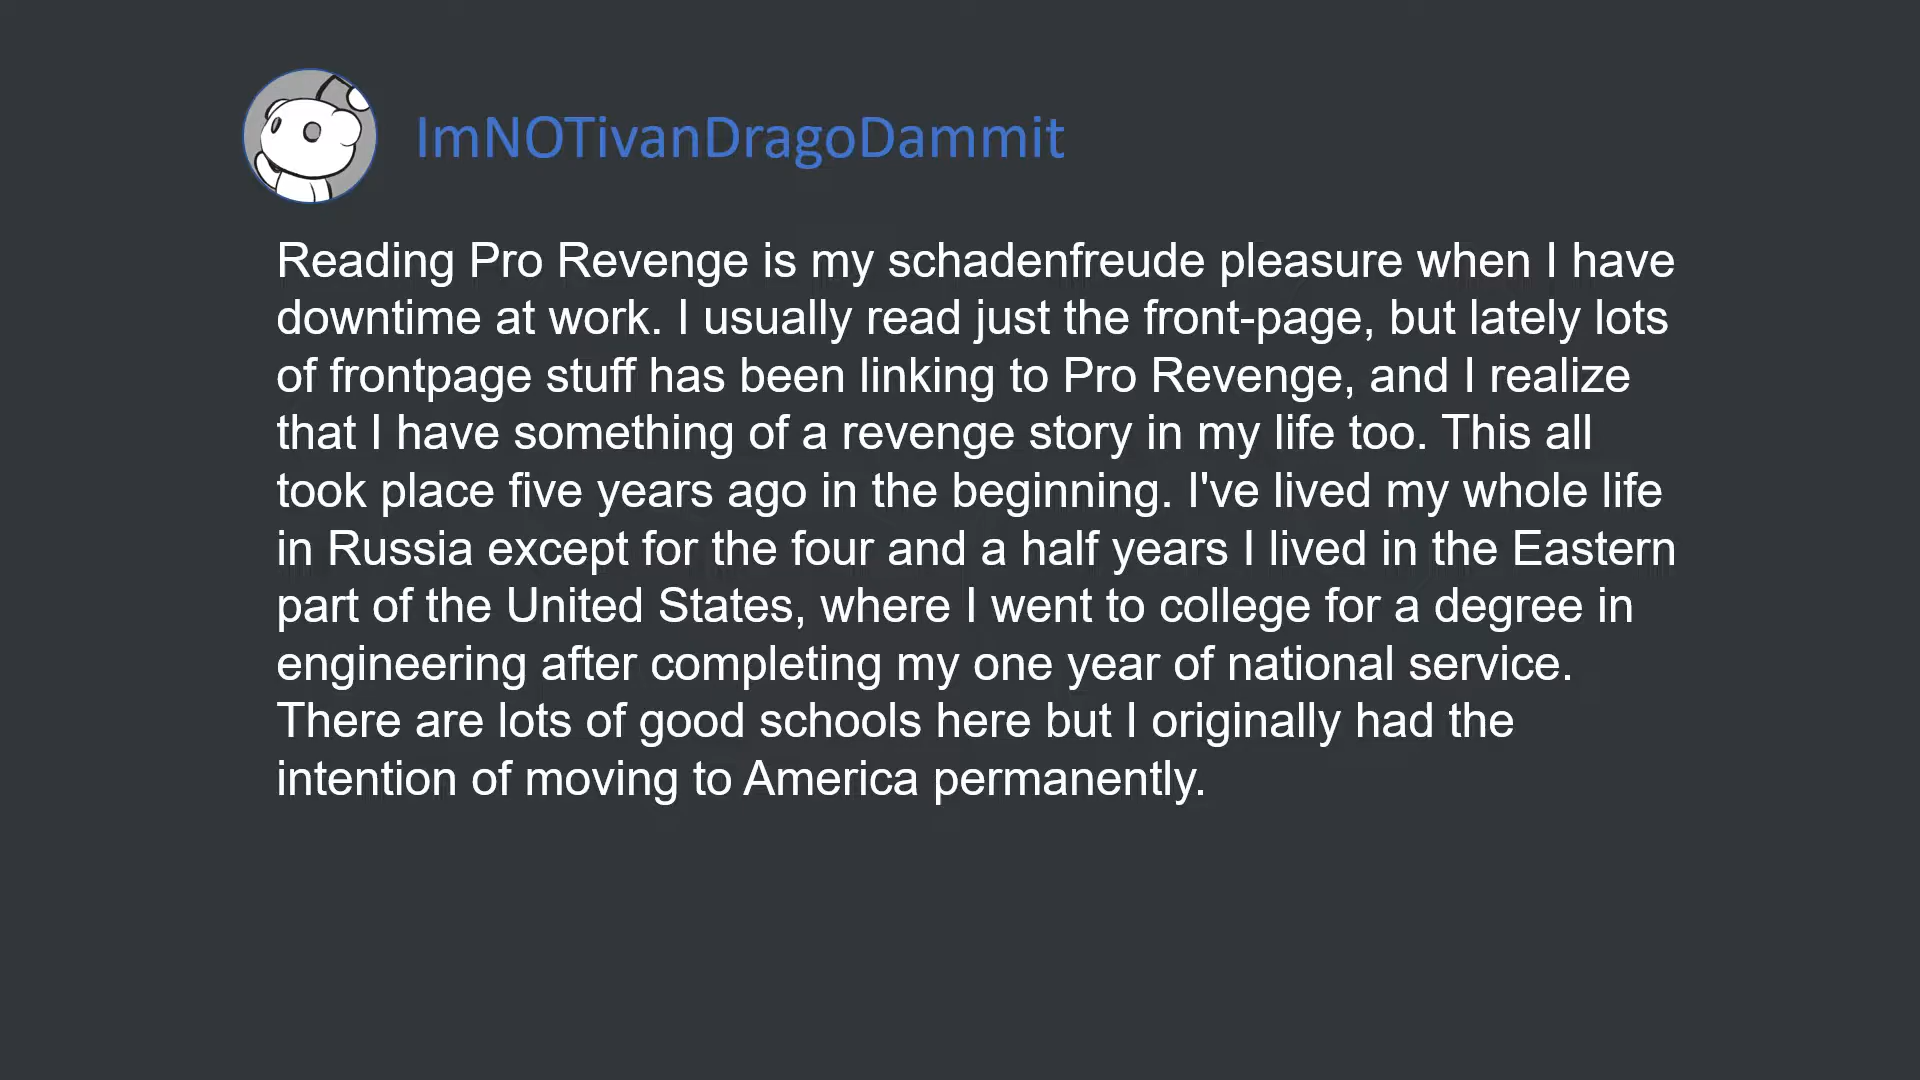 ImNOTivanDragoDammit
Reading Pro Revenge is my schadenfreude pleasure when I have
downtime at work. I usually read just the front-page, but lately lots
of frontpage stuff has been linking to Pro Revenge, and I realize
that I have something of a revenge story in my life too. This all
took place five years ago in the beginning. I've lived my whole life
in Russia except for the four and a half years I lived in the Eastern
part of the United States, where I went to college for a degree in
engineering after completing my one year of national service.
There are lots of good schools here but I originally had the
intention of moving to America permanently.